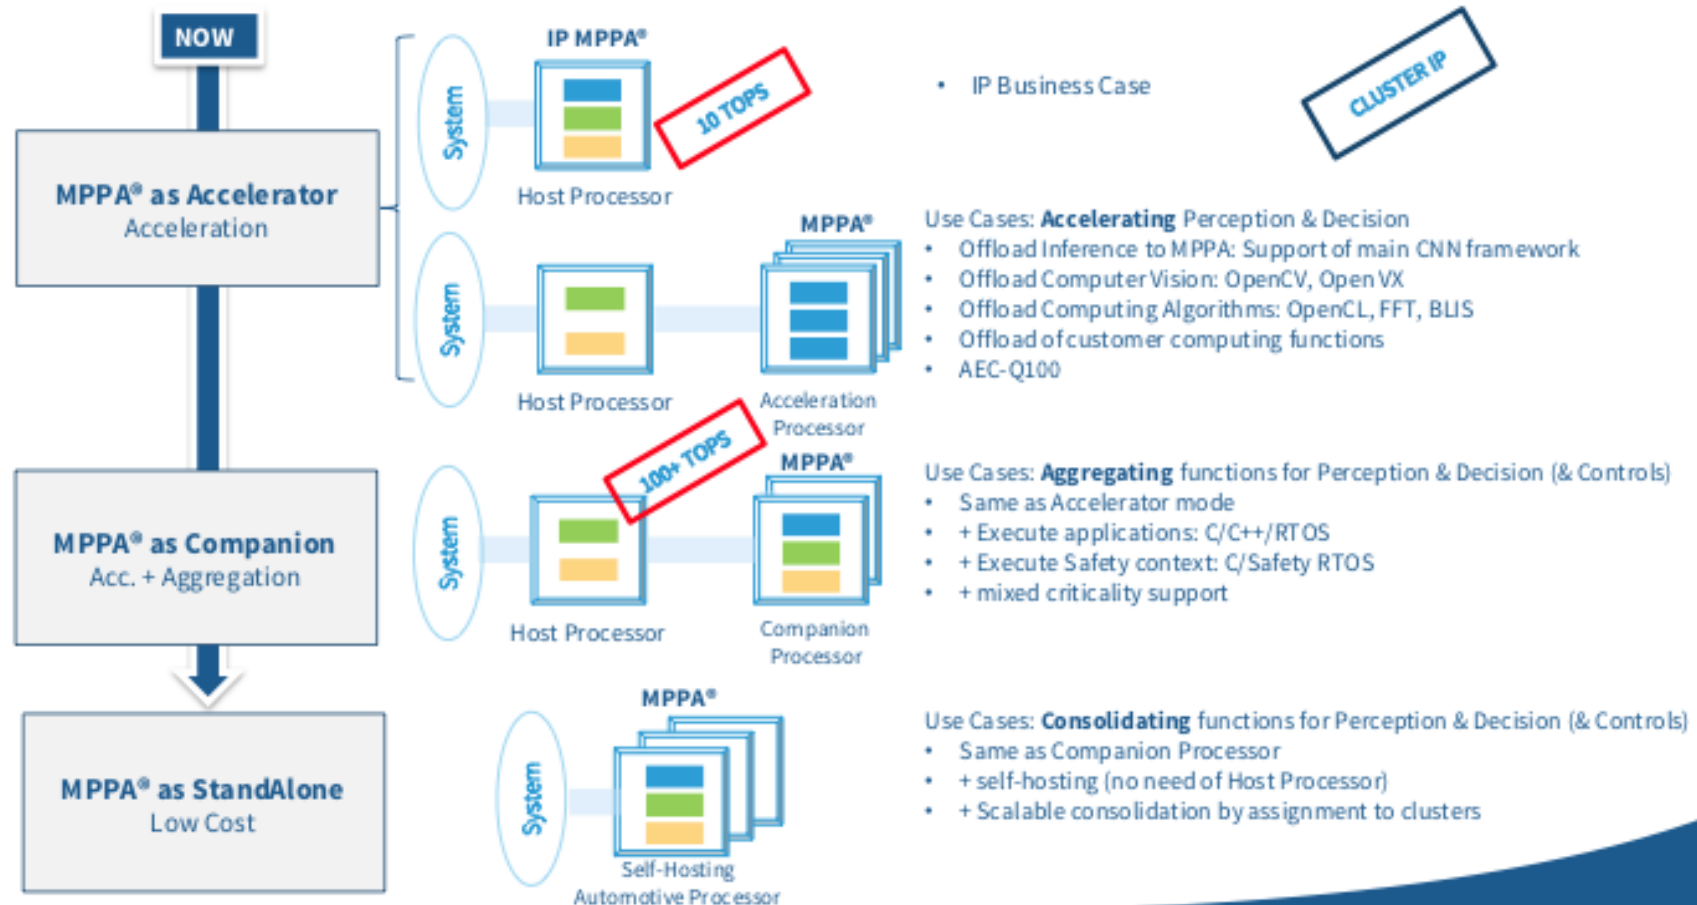 NOW
MPPA® as Accelerator
Acceleration
System
IP MPPA®
10 TOPS
Host Processor
• IP Business Case
CLUSTER IP
System
Host Processor
MPPA®
Acceleration
Processor
Use Cases: Accelerating Perception & Decision
• Offload Inference to MPPA: Support of main CNN framework
• Offload Computer Vision: OpenCV, Open VX
• Offload Computing Algorithms: OpenCL, FFT, BLIS
• Offload of customer computing functions
• AEC-Q100
MPPA® as Companion
Acc. + Aggregation
System
100+ TOPS
Host Processor
MPPA®
Companion
Processor
Use Cases: Aggregating functions for Perception & Decision (& Controls)
• Same as Accelerator mode
• + Execute applications: C/C++/RTOS
• + Execute Safety context: C/Safety RTOS
• + mixed criticality support
MPPA® as StandAlone
Low Cost
System
MPPA®
Self-Hosting
Automotive Processor
Use Cases: Consolidating functions for Perception & Decision (& Controls)
• Same as Companion Processor
• + self-hosting (no need of Host Processor)
• + Scalable consolidation by assignment to clusters